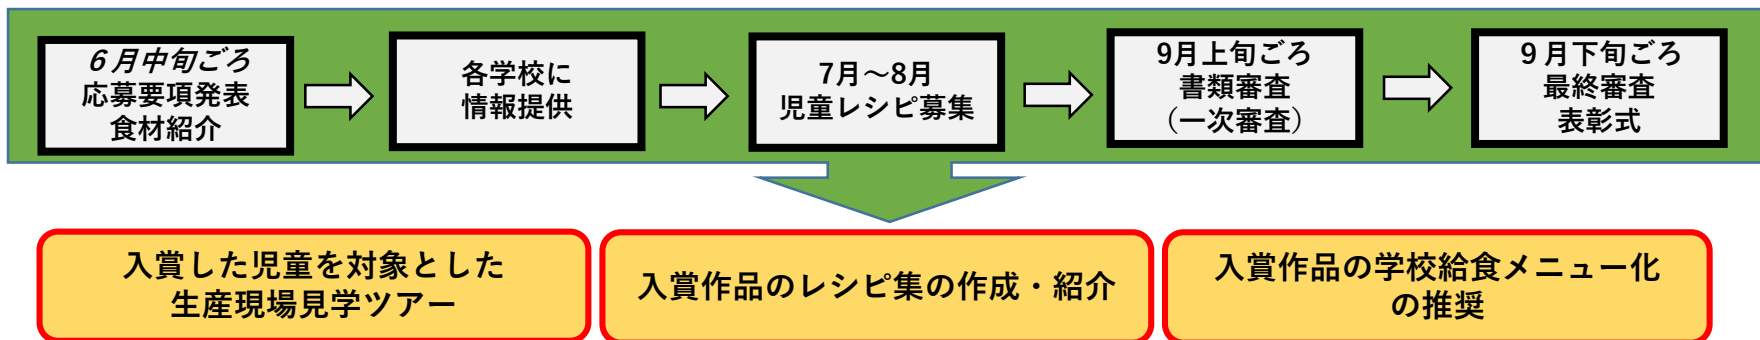 ６月中旬ごろ
応募要項発表
食材紹介
各学校に
情報提供
7月～8月
児童レシピ募集
9月上旬ごろ
書類審査
（一次審査）
９月下旬ごろ
最終審査
表彰式
入賞した児童を対象とした
生産現場見学ツアー
入賞作品のレシピ集の作成・紹介
入賞作品の学校給食メニュー化
の推奨